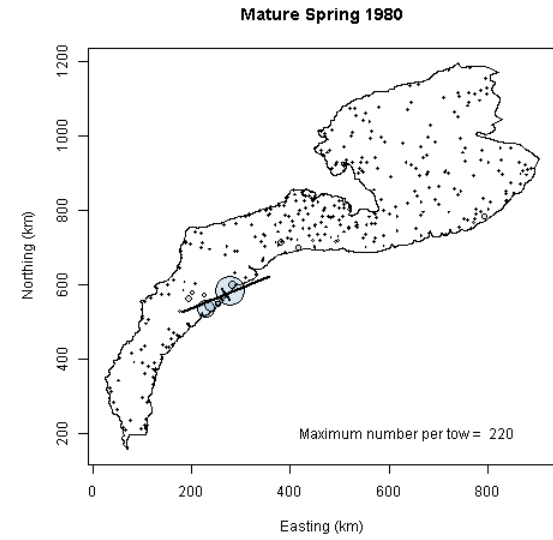 Mature Spring 1980
1200
1000
800
600
400
200
Northing (km)
Maximum number per tow = 220
0 200 400 600 800
Easting (km)